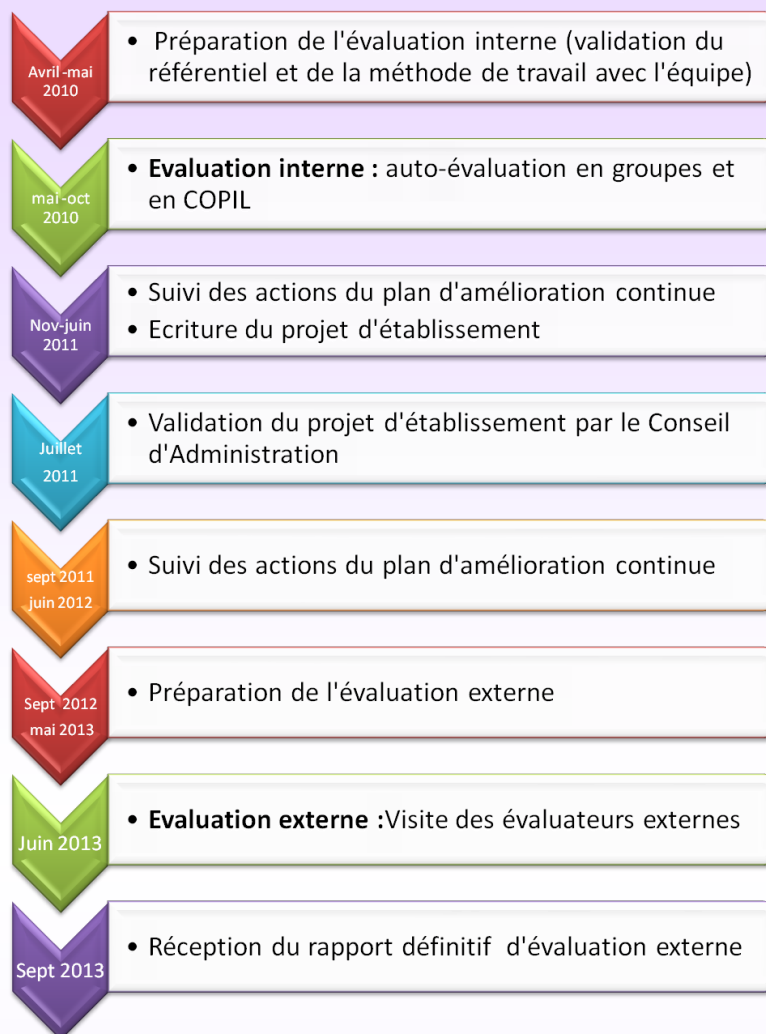 Avril-mai
2010
• Préparation de l'évaluation interne (validation du
référentiel et de la méthode de travail avec l'équipe)
mai-oct
2010
• Evaluation interne : auto-évaluation en groupes et
en COPIL
Nov-juin
2011
• Suivi des actions du plan d'amélioration continue
• Ecriture du projet d'établissement
Juillet
2011
• Validation du projet d'établissement par le Conseil
d'Administration
sept 2011
juin 2012
• Suivi des actions du plan d'amélioration continue
Sept 2012
mai 2013
• Préparation de l'évaluation externe
Juin 2013
• Evaluation externe :Visite des évaluateurs externes
Sept 2013
• Réception du rapport définitif d'évaluation externe